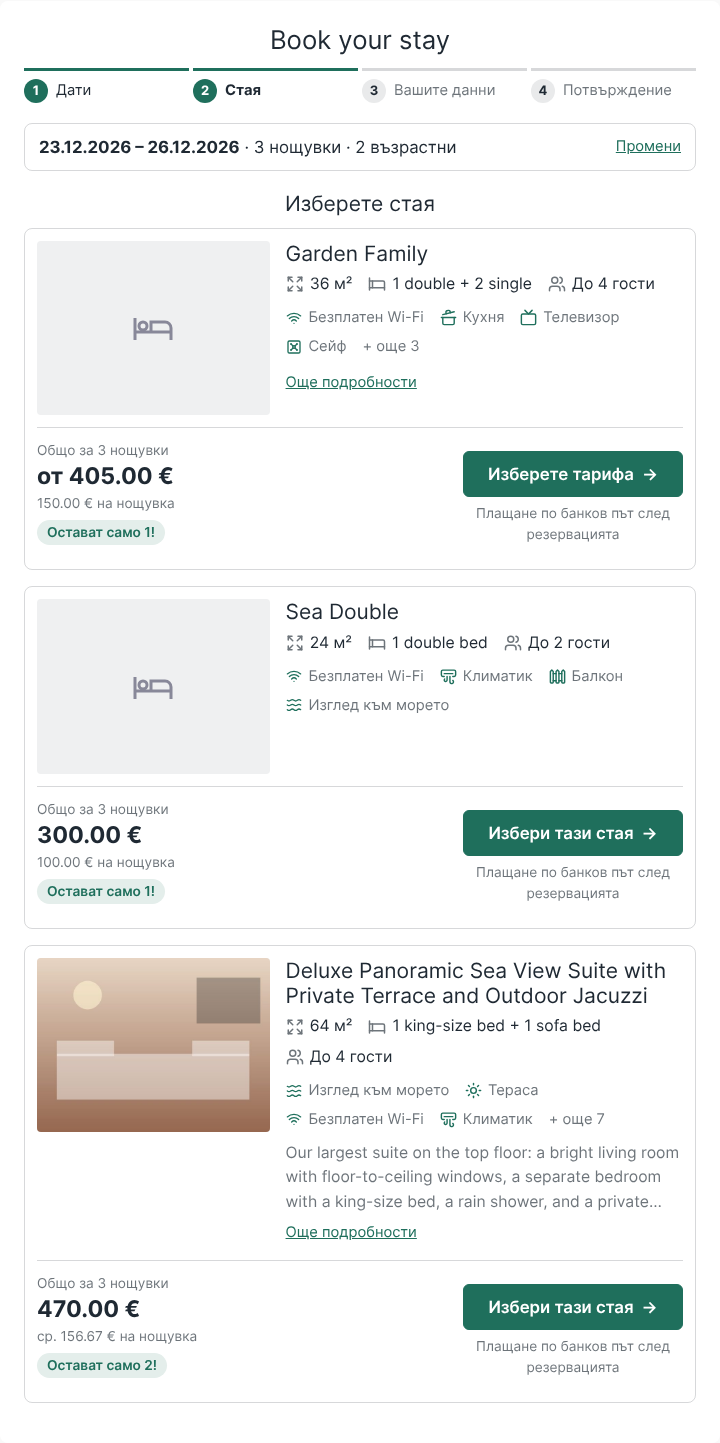 Book your stay
1 Дати
2 Стая
3 Вашите данни
4 Потвърждение
23.12.2026 – 26.12.2026 · 3 нощувки · 2 възрастни
Промени
Изберете стая
Garden Family
36 м² 1 double + 2 single До 4 гости
Безплатен Wi-Fi Кухня Телевизор
Сейф + още 3
Още подробности
Общо за 3 нощувки
от 405.00 €
150.00 € на нощувка
Остават само 1!
Изберете тарифа →
Плащане по банков път след
резервацията
Sea Double
24 м² 1 double bed До 2 гости
Безплатен Wi-Fi Климатик Балкон
Изглед към морето
Общо за 3 нощувки
300.00 €
100.00 € на нощувка
Остават само 1!
Избери тази стая →
Плащане по банков път след
резервацията
Deluxe Panoramic Sea View Suite with
Private Terrace and Outdoor Jacuzzi
64 м² 1 king-size bed + 1 sofa bed
До 4 гости
Изглед към морето Тераса
Безплатен Wi-Fi Климатик + още 7
Our largest suite on the top floor: a bright living room
with floor-to-ceiling windows, a separate bedroom
with a king-size bed, a rain shower, and a private...
Още подробности
Общо за 3 нощувки
470.00 €
ср. 156.67 € на нощувка
Остават само 2!
Избери тази стая →
Плащане по банков път след
резервацията